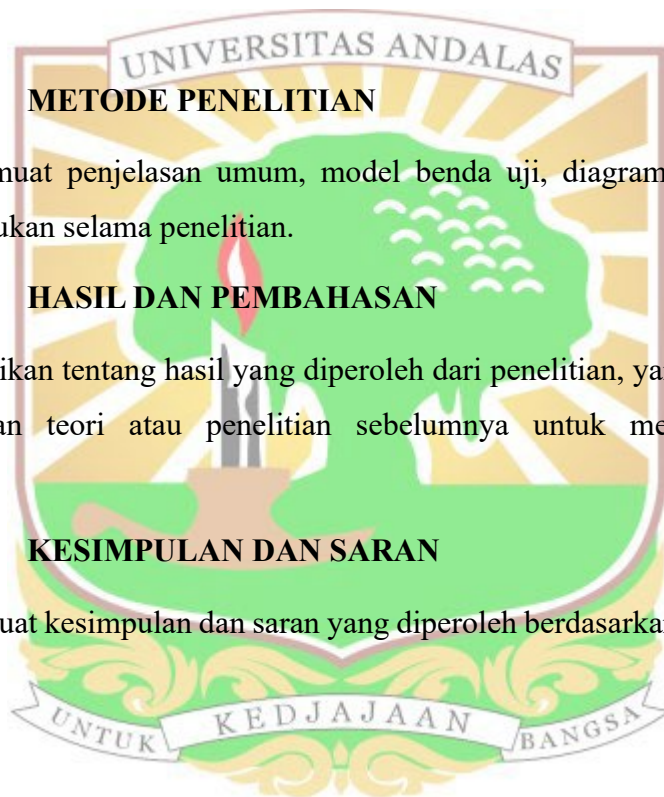 UNIVERSITAS ANDALAS
METODE PENELITIAN
muat penjelasan umum, model benda uji, diagram
ukan selama penelitian.
HASIL DAN PEMBAHASAN
ikan tentang hasil yang diperoleh dari penelitian, ya
an teori atau penelitian sebelumnya untuk me
KESIMPULAN DAN SARAN
uat kesimpulan dan saran yang diperoleh berdasarka
UNTUK KEDJAJAAN BANGSA